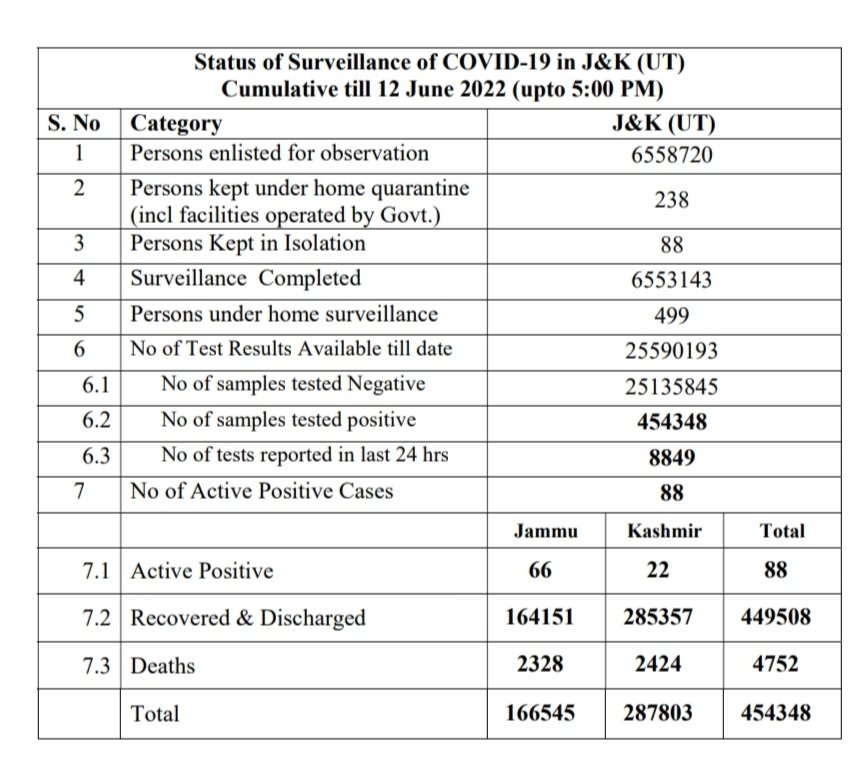 Status of Surveillance of COVID-19 in J&K (UT)
Cumulative till 12 June 2022 (upto 5:00 PM)
S. No Category J&K (UT)
1 Persons enlisted for observation 6558720
2 Persons kept under home quarantine
(incl facilities operated by Govt.) 238
3 Persons Kept in Isolation 88
4 Surveillance Completed 6553143
5 Persons under home surveillance 499
6 No of Test Results Available till date 25590193
6.1 No of samples tested Negative 25135845
6.2 No of samples tested positive 454348
6.3 No of tests reported in last 24 hrs 8849
7 No of Active Positive Cases 88
Jammu Kashmir Total
7.1 Active Positive 66 22 88
7.2 Recovered & Discharged 164151 285357 449508
7.3 Deaths 2328 2424 4752
Total 166545 287803 454348